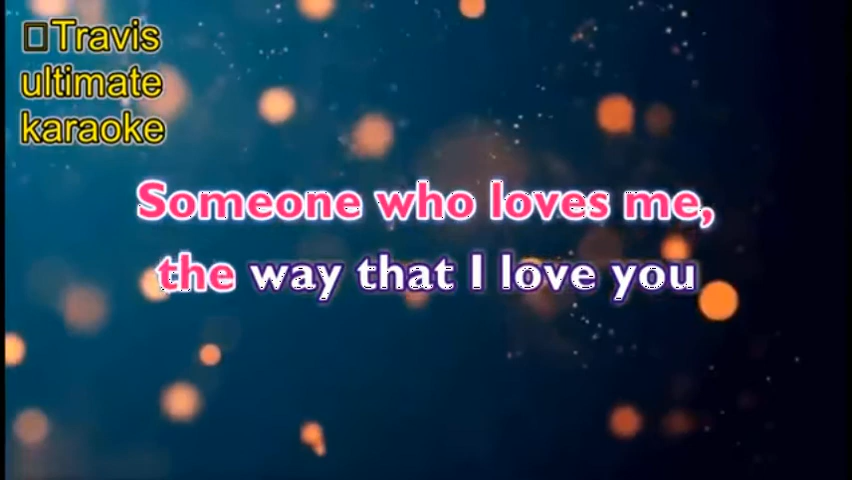 Travis
ultimate
karaoke
Someone who loves me,
the way that I love you